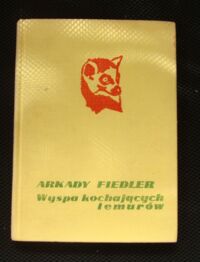 ARKADY FIEDLER
Wyspa kochających
lemurów